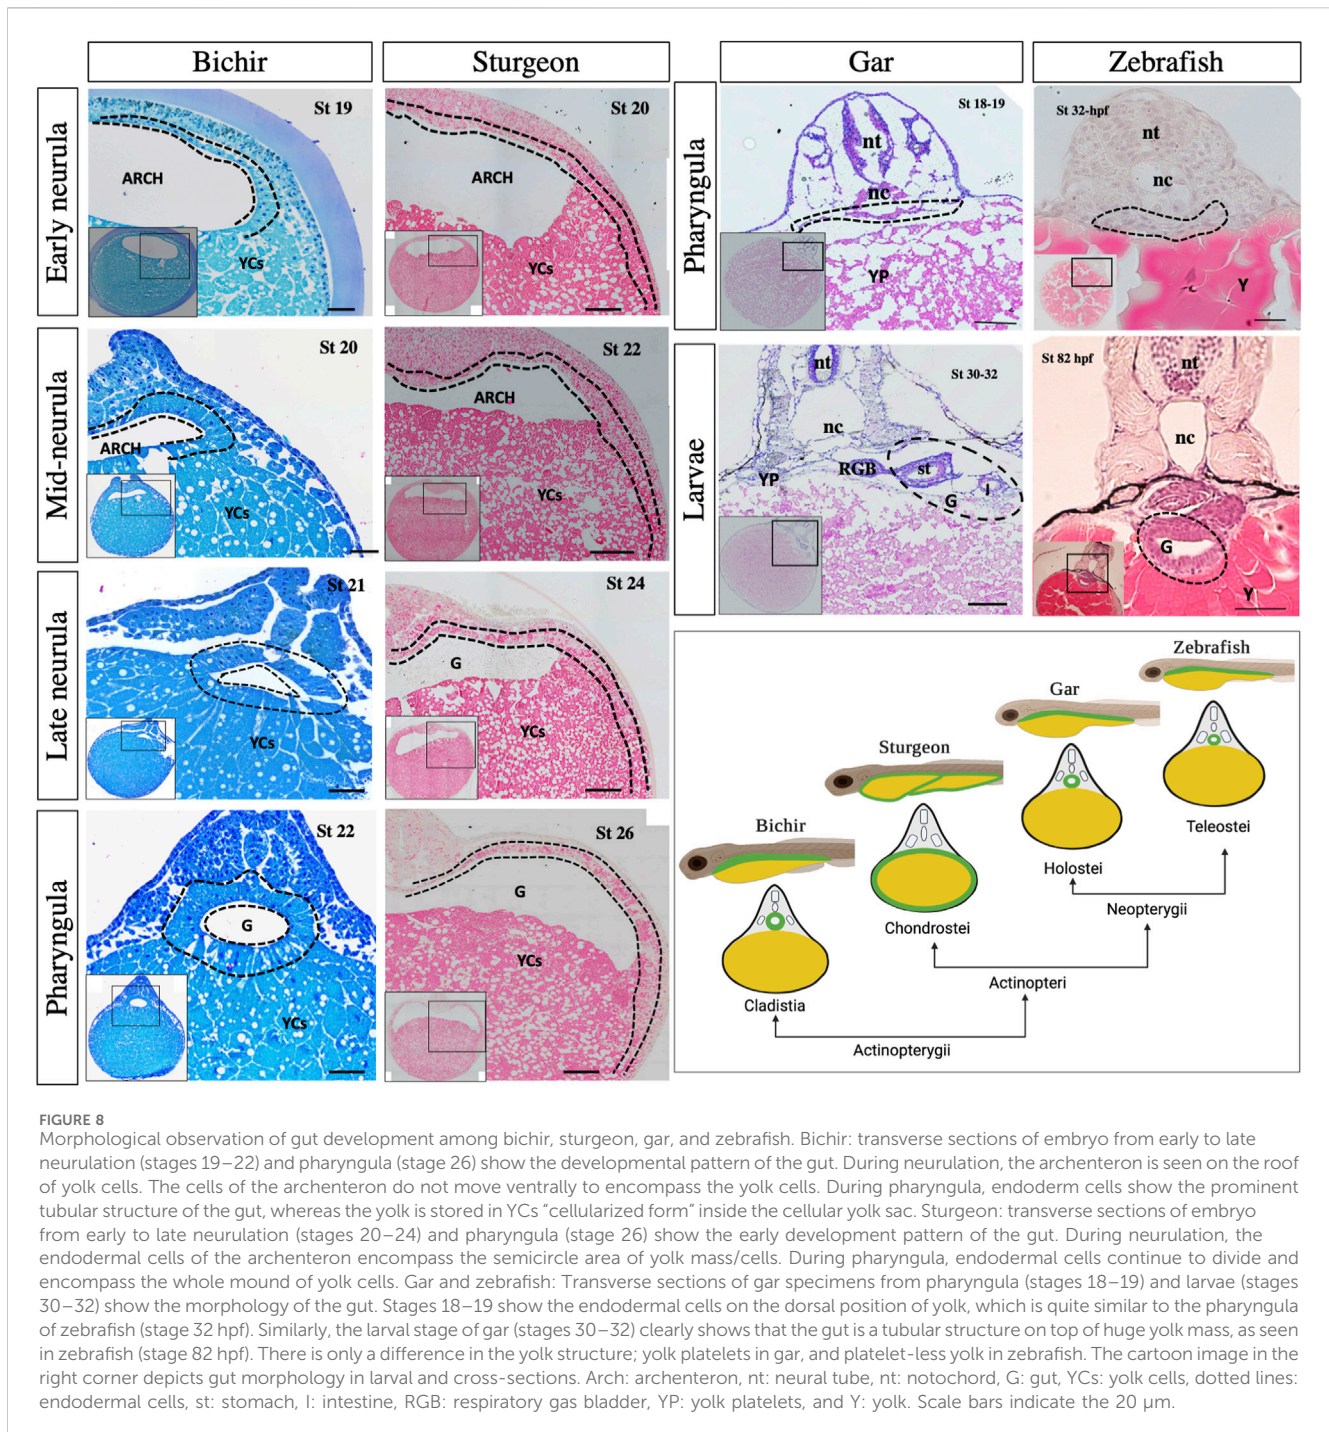 Bichir
Sturgeon
Gar
Zebrafish
Early neurula
St 19
ARCH
YCs
St 20
ARCH
YCs
Mid-neurula
St 20
ARCH
YCs
St 22
ARCH
YCs
Late neurula
St 21
YCs
St 24
G
YCs
Pharyngula
St 22
G
YCs
St 26
G
YCs
Pharyngula
St 18-19
nt
nc
YP
St 32-hpf
nt
nc
Y
Larvae
nt
St 30-32
nc
RGB
st
YP
G
I
St 82 hpf
nt
nc
G
Y
Zebrafish
Gar
Sturgeon
Bichir
Teleostei
Holostei
Neopterygii
Chondrostei
Actinopteri
Cladistia
Actinopterygii
FIGURE 8
Morphological observation of gut development among bichir, sturgeon, gar, and zebrafish. Bichir: transverse sections of embryo from early to late
neurulation (stages 19–22) and pharyngula (stage 26) show the developmental pattern of the gut. During neurulation, the archenteron is seen on the roof
of yolk cells. The cells of the archenteron do not move ventrally to encompass the yolk cells. During pharyngula, endoderm cells show the prominent
tubular structure of the gut, whereas the yolk is stored in YCs “cellularized form” inside the cellular yolk sac. Sturgeon: transverse sections of embryo
from early to late neurulation (stages 20–24) and pharyngula (stage 26) show the early development pattern of the gut. During neurulation, the
endodermal cells of the archenteron encompass the semicircle area of yolk mass/cells. During pharyngula, endodermal cells continue to divide and
encompass the whole mound of yolk cells. Gar and zebrafish: Transverse sections of gar specimens from pharyngula (stages 18–19) and larvae (stages
30–32) show the morphology of the gut. Stages 18–19 show the endodermal cells on the dorsal position of yolk, which is quite similar to the pharyngula
of zebrafish (stage 32 hpf). Similarly, the larval stage of gar (stages 30–32) clearly shows that the gut is a tubular structure on top of huge yolk mass, as seen
in zebrafish (stage 82 hpf). There is only a difference in the yolk structure; yolk platelets in gar, and platelet-less yolk in zebrafish. The cartoon image in the
right corner depicts gut morphology in larval and cross-sections. Arch: archenteron, nt: neural tube, nt: notochord, G: gut, YCs: yolk cells, dotted lines:
endodermal cells, st: stomach, I: intestine, RGB: respiratory gas bladder, YP: yolk platelets, and Y: yolk. Scale bars indicate the 20 μm.